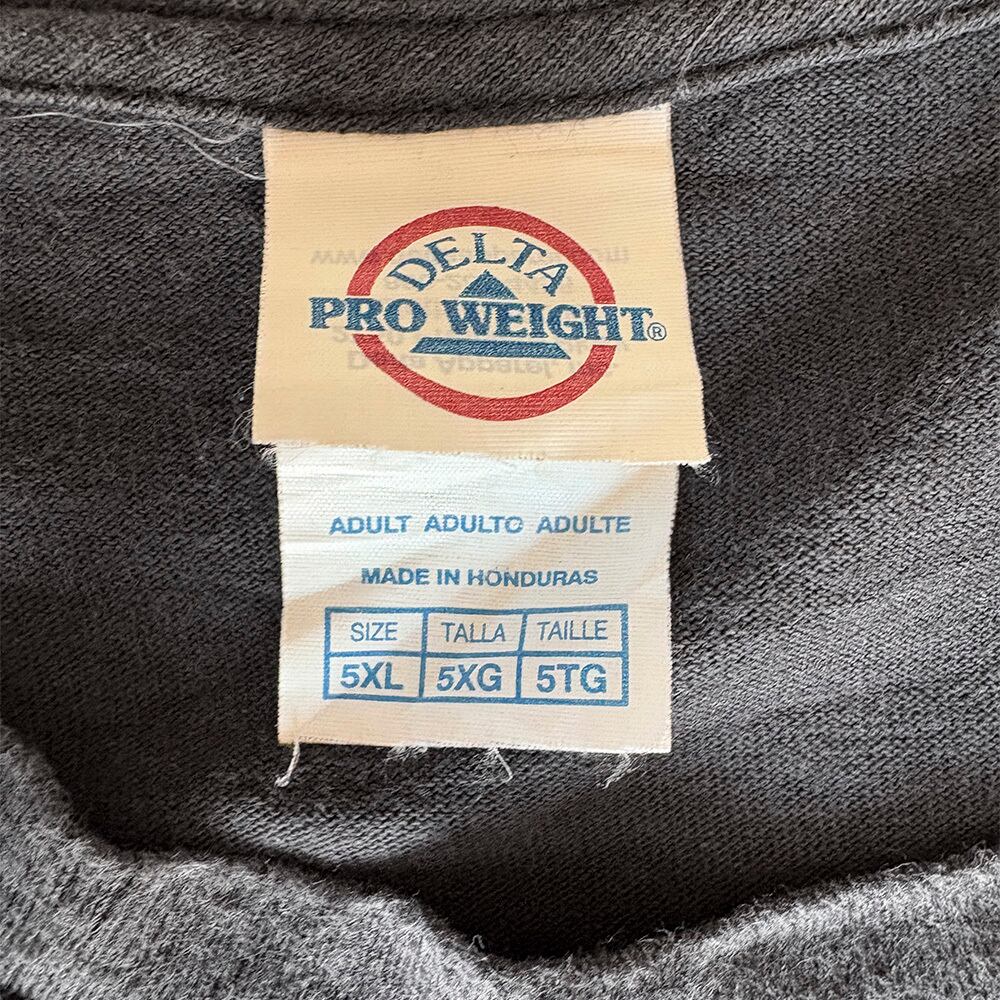 DELTA
PRO WEIGHT®
ADULT ADULTO ADULTE
MADE IN HONDURAS
SIZE TALLA TAILLE
5XL 5XG 5TG